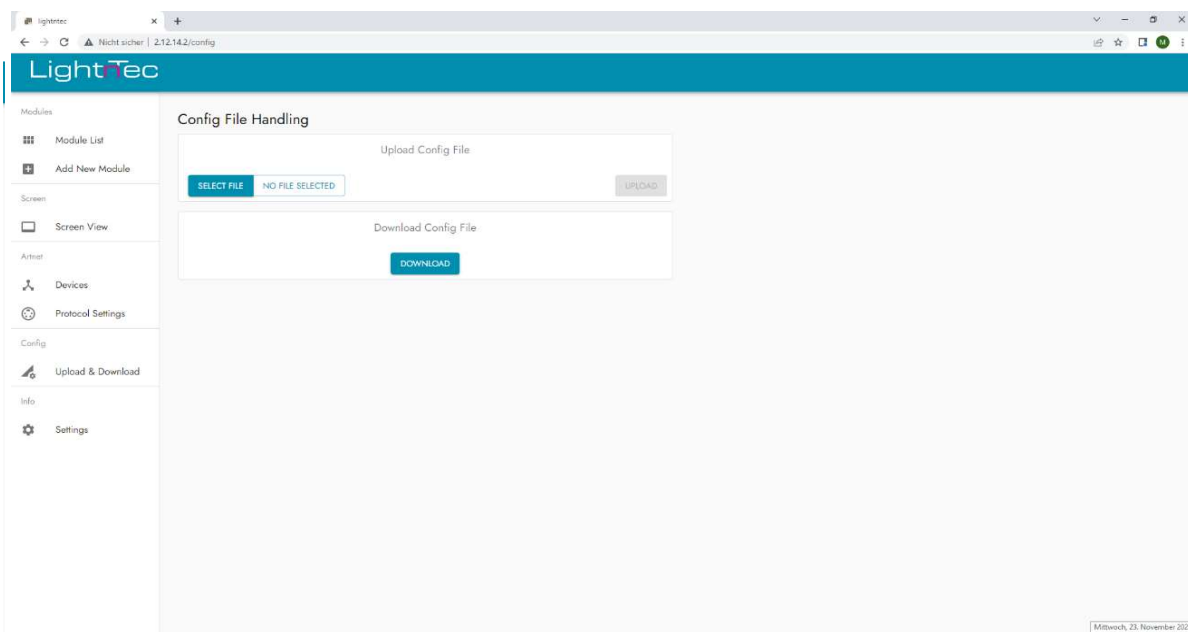 lightntec
Nicht sicher | 2.12.14.2/config
M
LightnTec
Modules
Module List
Add New Module
Screen
Screen View
Artnet
Devices
Protocol Settings
Config
Upload & Download
Info
Settings
Config File Handling
Upload Config File
SELECT FILE NO FILE SELECTED UPLOAD
Download Config File
DOWNLOAD
Mittwoch, 23. November 202